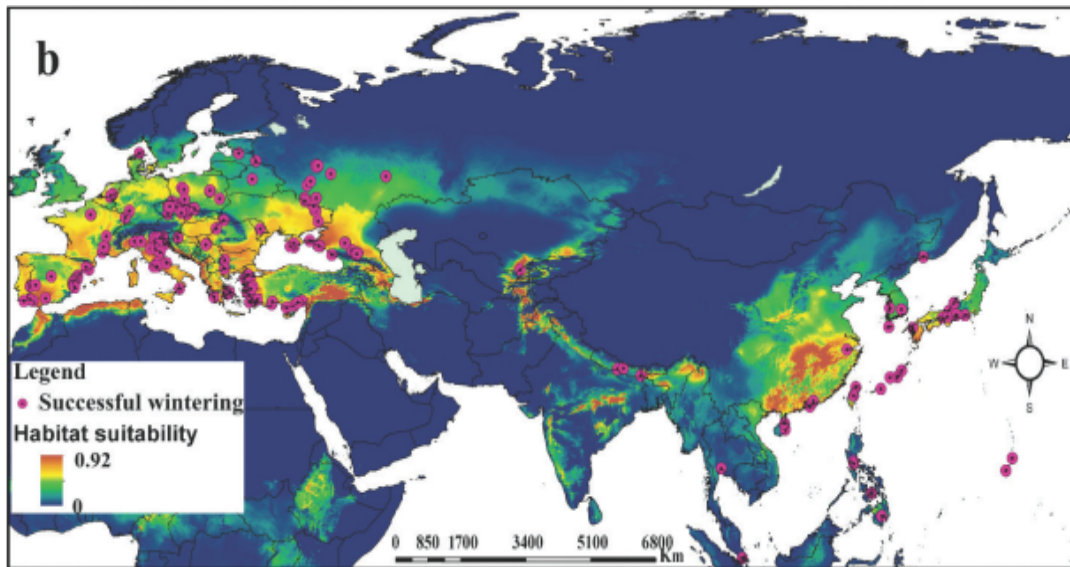 b
N
W E
S
Legend
Successful wintering
Habitat suitability
0.92
0
0 850 1700 3400 5100 6800
Km